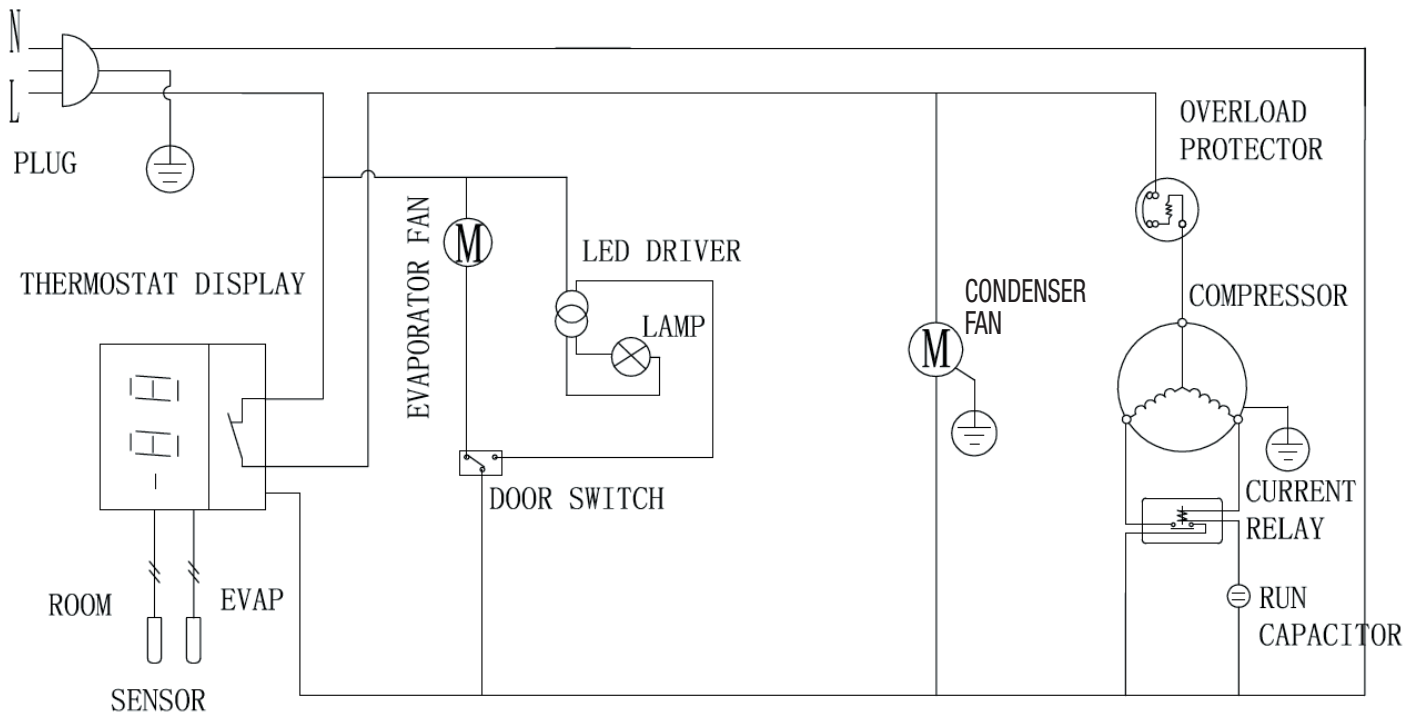 N
L
PLUG
OVERLOAD
PROTECTOR
EVAPORATOR FAN
M
LED DRIVER
THERMOSTAT DISPLAY
CONDENSER
FAN
COMPRESSOR
LAMP
M
DOOR SWITCH
CURRENT
RELAY
ROOM
EVAP
RUN
CAPACITOR
SENSOR